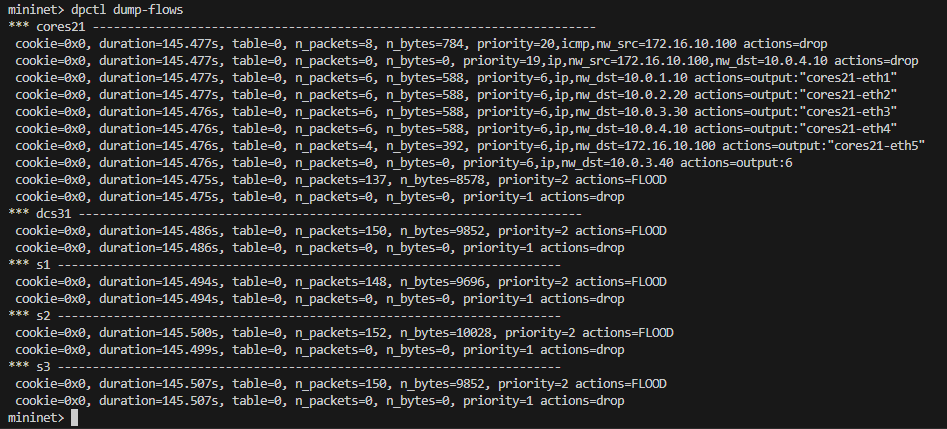 mininet> dpctl dump-flows
*** cores21 ------------------------------------------------------------------------
 cookie=0x0, duration=145.477s, table=0, n_packets=8, n_bytes=784, priority=20,icmp,nw_src=172.16.10.100 actions=drop
 cookie=0x0, duration=145.477s, table=0, n_packets=0, n_bytes=0, priority=19,ip,nw_src=172.16.10.100,nw_dst=10.0.4.10 actions=drop
 cookie=0x0, duration=145.477s, table=0, n_packets=6, n_bytes=588, priority=6,ip,nw_dst=10.0.1.10 actions=output:"cores21-eth1"
 cookie=0x0, duration=145.477s, table=0, n_packets=6, n_bytes=588, priority=6,ip,nw_dst=10.0.2.20 actions=output:"cores21-eth2"
 cookie=0x0, duration=145.476s, table=0, n_packets=6, n_bytes=588, priority=6,ip,nw_dst=10.0.3.30 actions=output:"cores21-eth3"
 cookie=0x0, duration=145.476s, table=0, n_packets=6, n_bytes=588, priority=6,ip,nw_dst=10.0.4.10 actions=output:"cores21-eth4"
 cookie=0x0, duration=145.476s, table=0, n_packets=4, n_bytes=392, priority=6,ip,nw_dst=172.16.10.100 actions=output:"cores21-eth5"
 cookie=0x0, duration=145.476s, table=0, n_packets=0, n_bytes=0, priority=6,ip,nw_dst=10.0.3.40 actions=output:6
 cookie=0x0, duration=145.475s, table=0, n_packets=137, n_bytes=8578, priority=2 actions=FLOOD
 cookie=0x0, duration=145.475s, table=0, n_packets=0, n_bytes=0, priority=1 actions=drop
*** dcs31 ------------------------------------------------------------------------
 cookie=0x0, duration=145.486s, table=0, n_packets=150, n_bytes=9852, priority=2 actions=FLOOD
 cookie=0x0, duration=145.486s, table=0, n_packets=0, n_bytes=0, priority=1 actions=drop
*** s1 ------------------------------------------------------------------------
 cookie=0x0, duration=145.494s, table=0, n_packets=148, n_bytes=9696, priority=2 actions=FLOOD
 cookie=0x0, duration=145.494s, table=0, n_packets=0, n_bytes=0, priority=1 actions=drop
*** s2 ------------------------------------------------------------------------
 cookie=0x0, duration=145.500s, table=0, n_packets=152, n_bytes=10028, priority=2 actions=FLOOD
 cookie=0x0, duration=145.499s, table=0, n_packets=0, n_bytes=0, priority=1 actions=drop
*** s3 ------------------------------------------------------------------------
 cookie=0x0, duration=145.507s, table=0, n_packets=150, n_bytes=9852, priority=2 actions=FLOOD
 cookie=0x0, duration=145.507s, table=0, n_packets=0, n_bytes=0, priority=1 actions=drop
mininet>